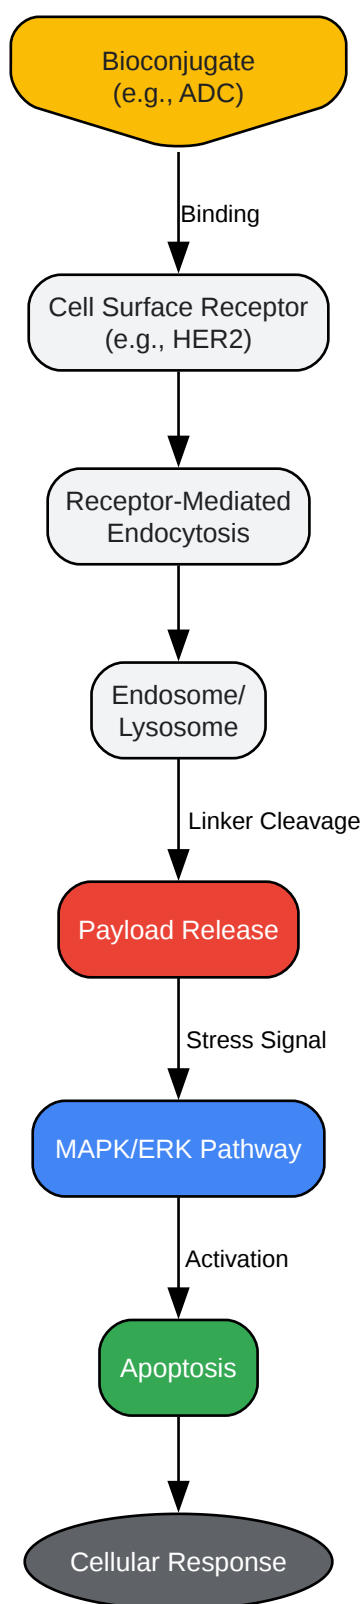 Bioconjugate
(e.g., ADC)
Binding
Cell Surface Receptor
(e.g., HER2)
Receptor-Mediated
Endocytosis
Endosome/
Lysosome
Linker Cleavage
Payload Release
Stress Signal
MAPK/ERK Pathway
Activation
Apoptosis
Cellular Response